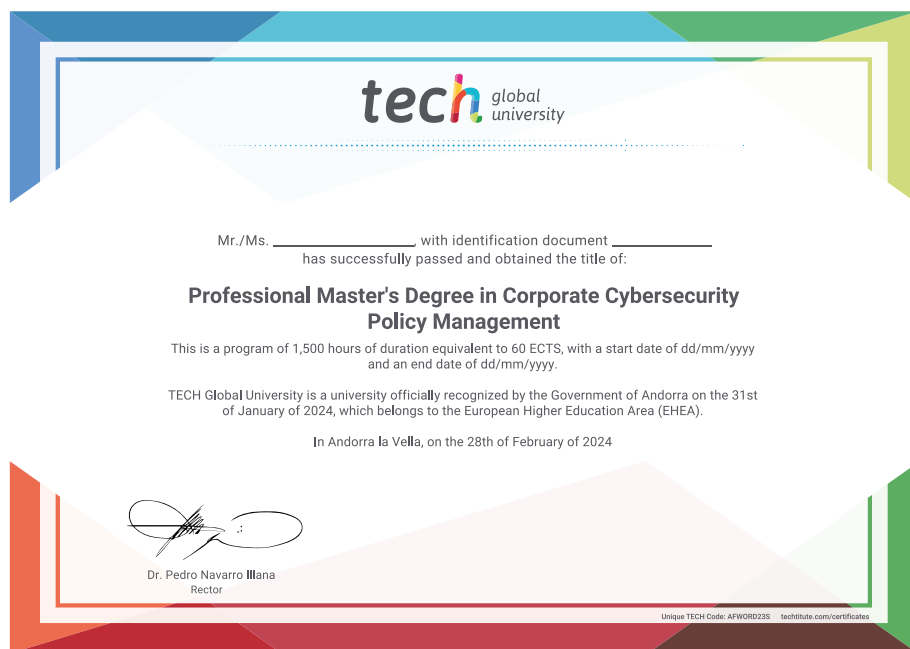 tech global university
Mr./Ms. ____________________, with identification document ______________
has successfully passed and obtained the title of:
Professional Master's Degree in Corporate Cybersecurity
Policy Management
This is a program of 1,500 hours of duration equivalent to 60 ECTS, with a start date of dd/mm/yyyy
and an end date of dd/mm/yyyy.
TECH Global University is a university officially recognized by the Government of Andorra on the 31st
of January of 2024, which belongs to the European Higher Education Area (EHEA).
In Andorra la Vella, on the 28th of February of 2024
Dr. Pedro Navarro Illana
Rector
Unique TECH Code: AFWORD23S techtitute.com/certificates